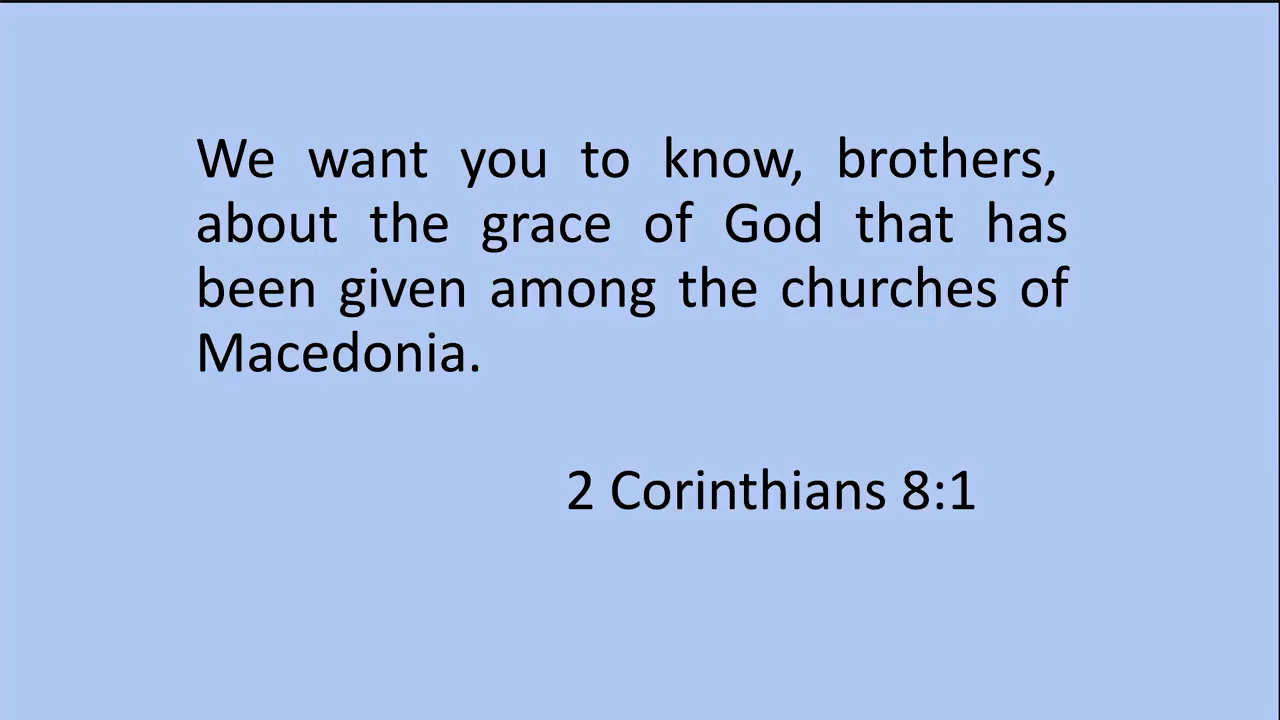 We want you to know, brothers,
about the grace of God that has
been given among the churches of
Macedonia.
2 Corinthians 8:1